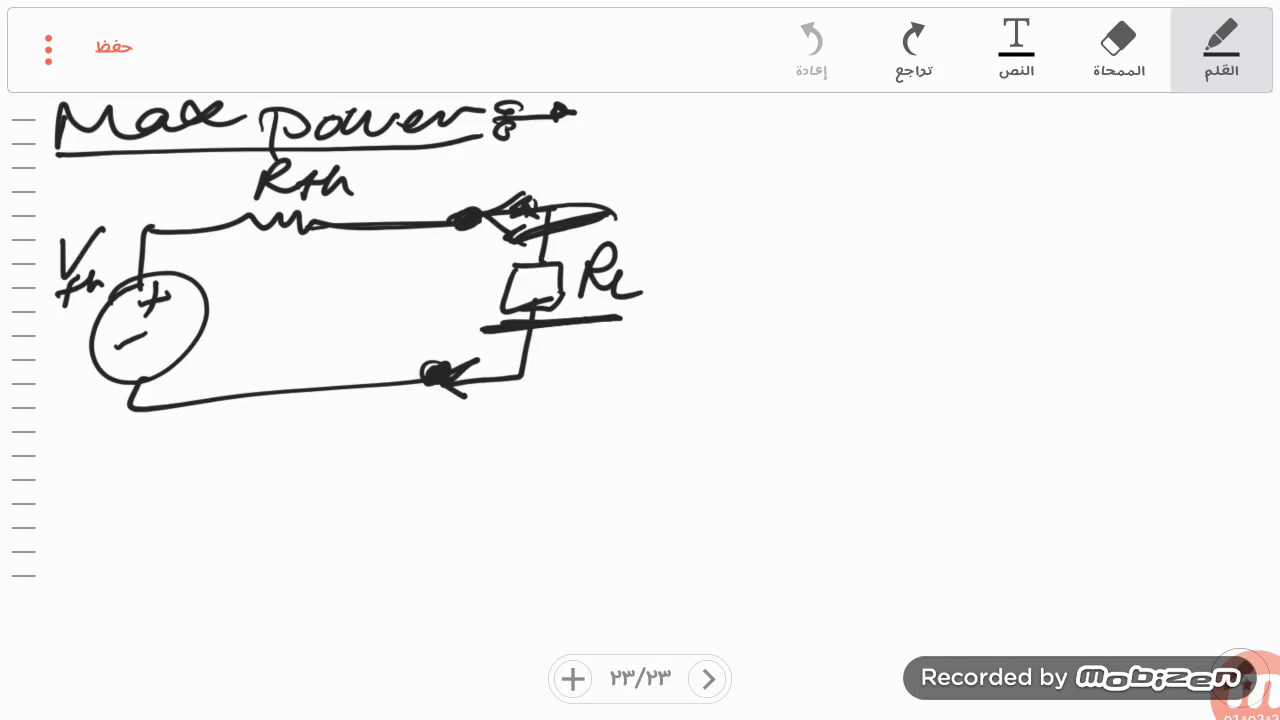 حفظ
إعادة
تراجع
النص
الممحاة
القلم
Max power
Rth
Vth
+
-
RL
٢٣/٢٣
Recorded by mobizen